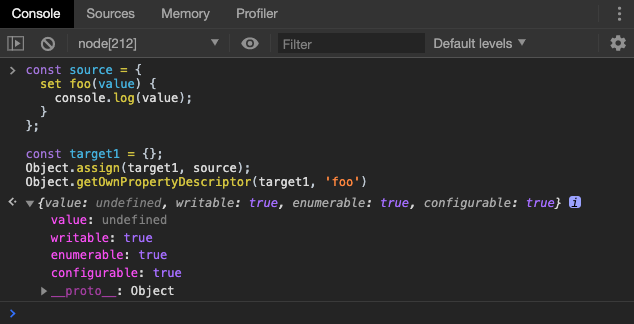 Console Sources Memory Profiler
node[212] ▼ Filter Default levels ▼
> const source = {
set foo(value) {
console.log(value);
}
};
const target1 = {};
Object.assign(target1, source);
Object.getOwnPropertyDescriptor(target1, 'foo')
▼{value: undefined, writable: true, enumerable: true, configurable: true} i
value: undefined
writable: true
enumerable: true
configurable: true
▶__proto__: Object
>